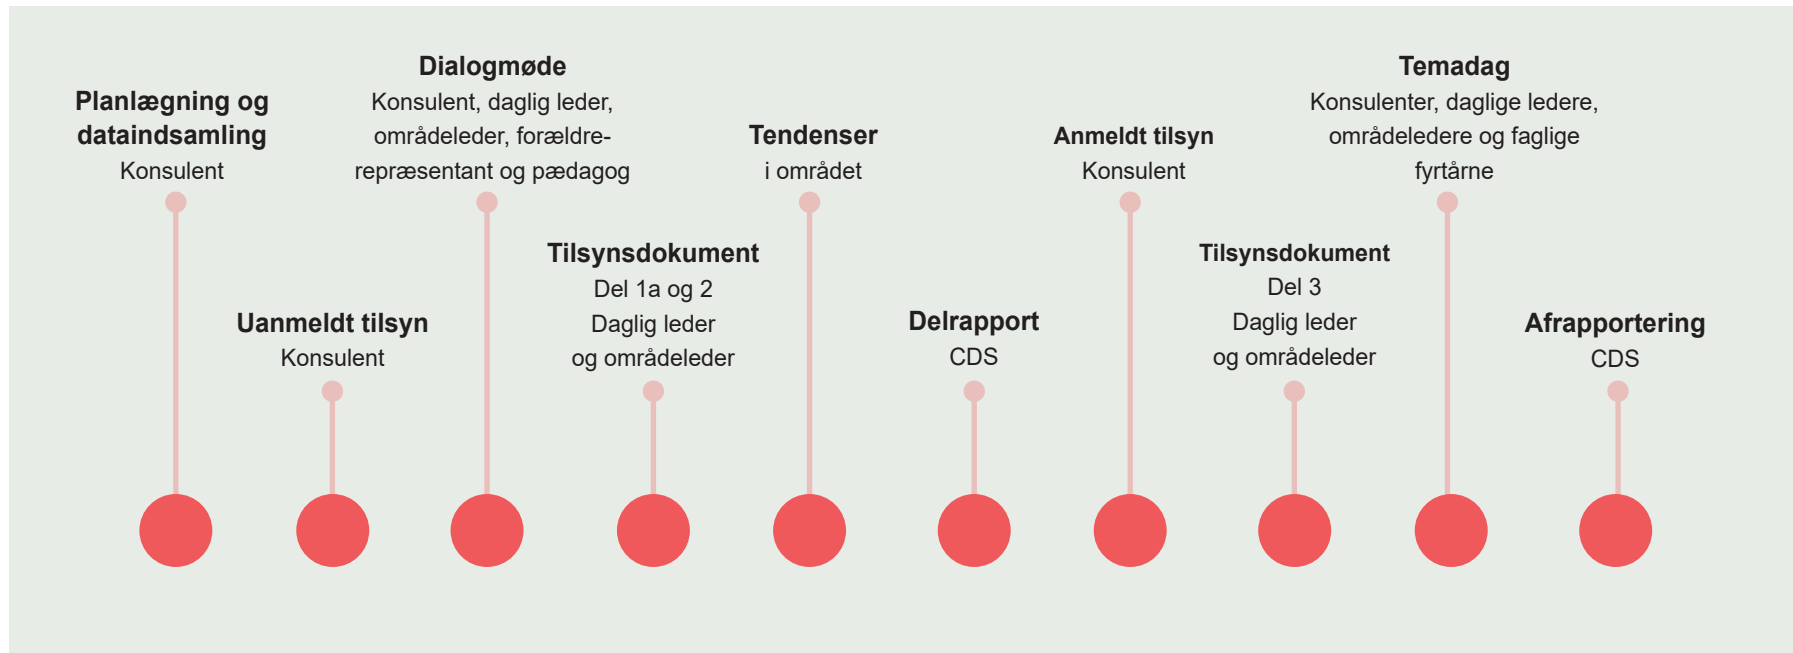 Planlægning og
dataindsamling
Konsulent
Uanmeldt tilsyn
Konsulent
Dialogmøde
Konsulent, daglig leder,
områdeleder, forældre-
repræsentant og pædagog
Tilsynsdokument
Del 1a og 2
Daglig leder
og områdeleder
Tendenser
i området
Delrapport
CDS
Anmeldt tilsyn
Konsulent
Tilsynsdokument
Del 3
Daglig leder
og områdeleder
Temadag
Konsulenter, daglige ledere,
områdeledere og faglige
fyrtårne
Afrapportering
CDS